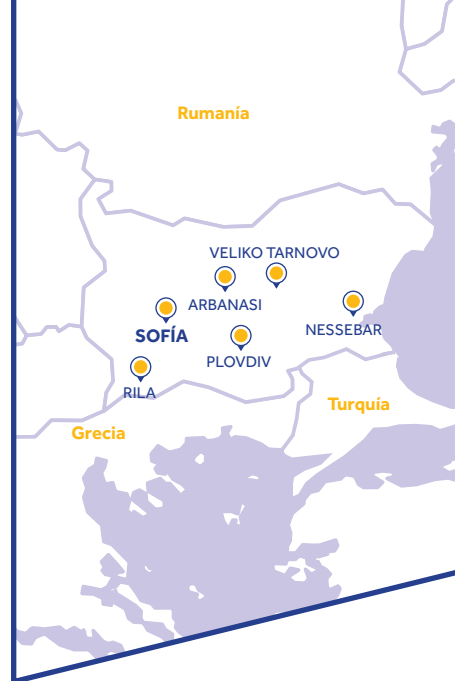 Rumanía
VELIKO TARNOVO
ARBANASI
SOFÍA
NESSEBAR
PLOVDIV
RILA
Turquía
Grecia